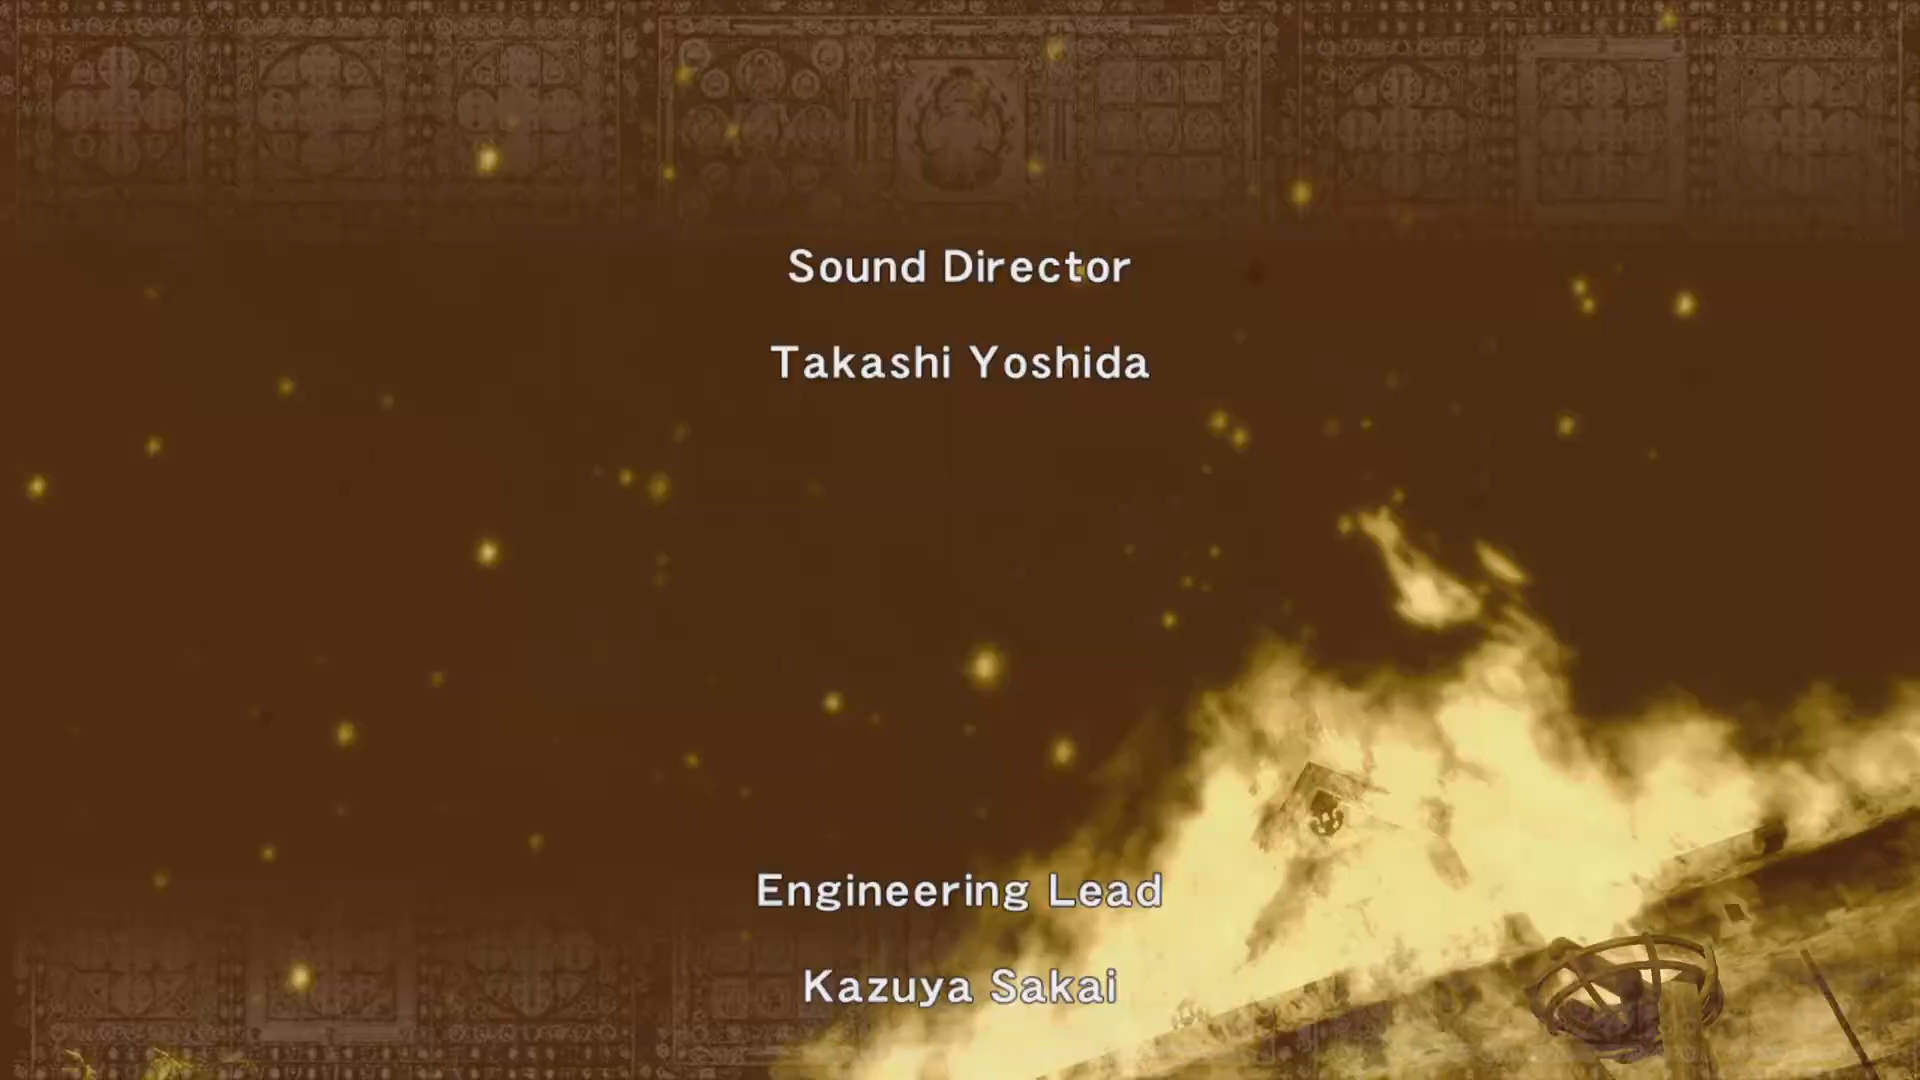 Sound Director
Takashi Yoshida
Engineering Lead
Kazuya Sakai